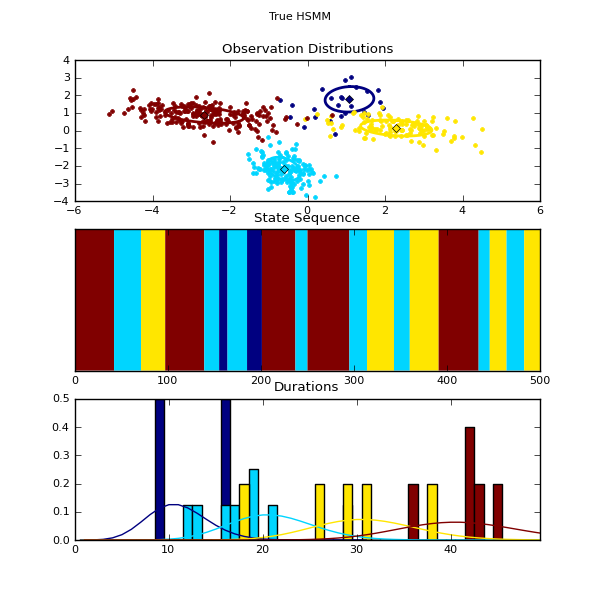 True HSMM
Observation Distributions
4
3
2
1
0
−1
−2
−3
−4
−6 −4 −2 0 2 4 6
State Sequence
0 100 200 300 400 500
Durations
0.5
0.4
0.3
0.2
0.1
0.0
0 10 20 30 40